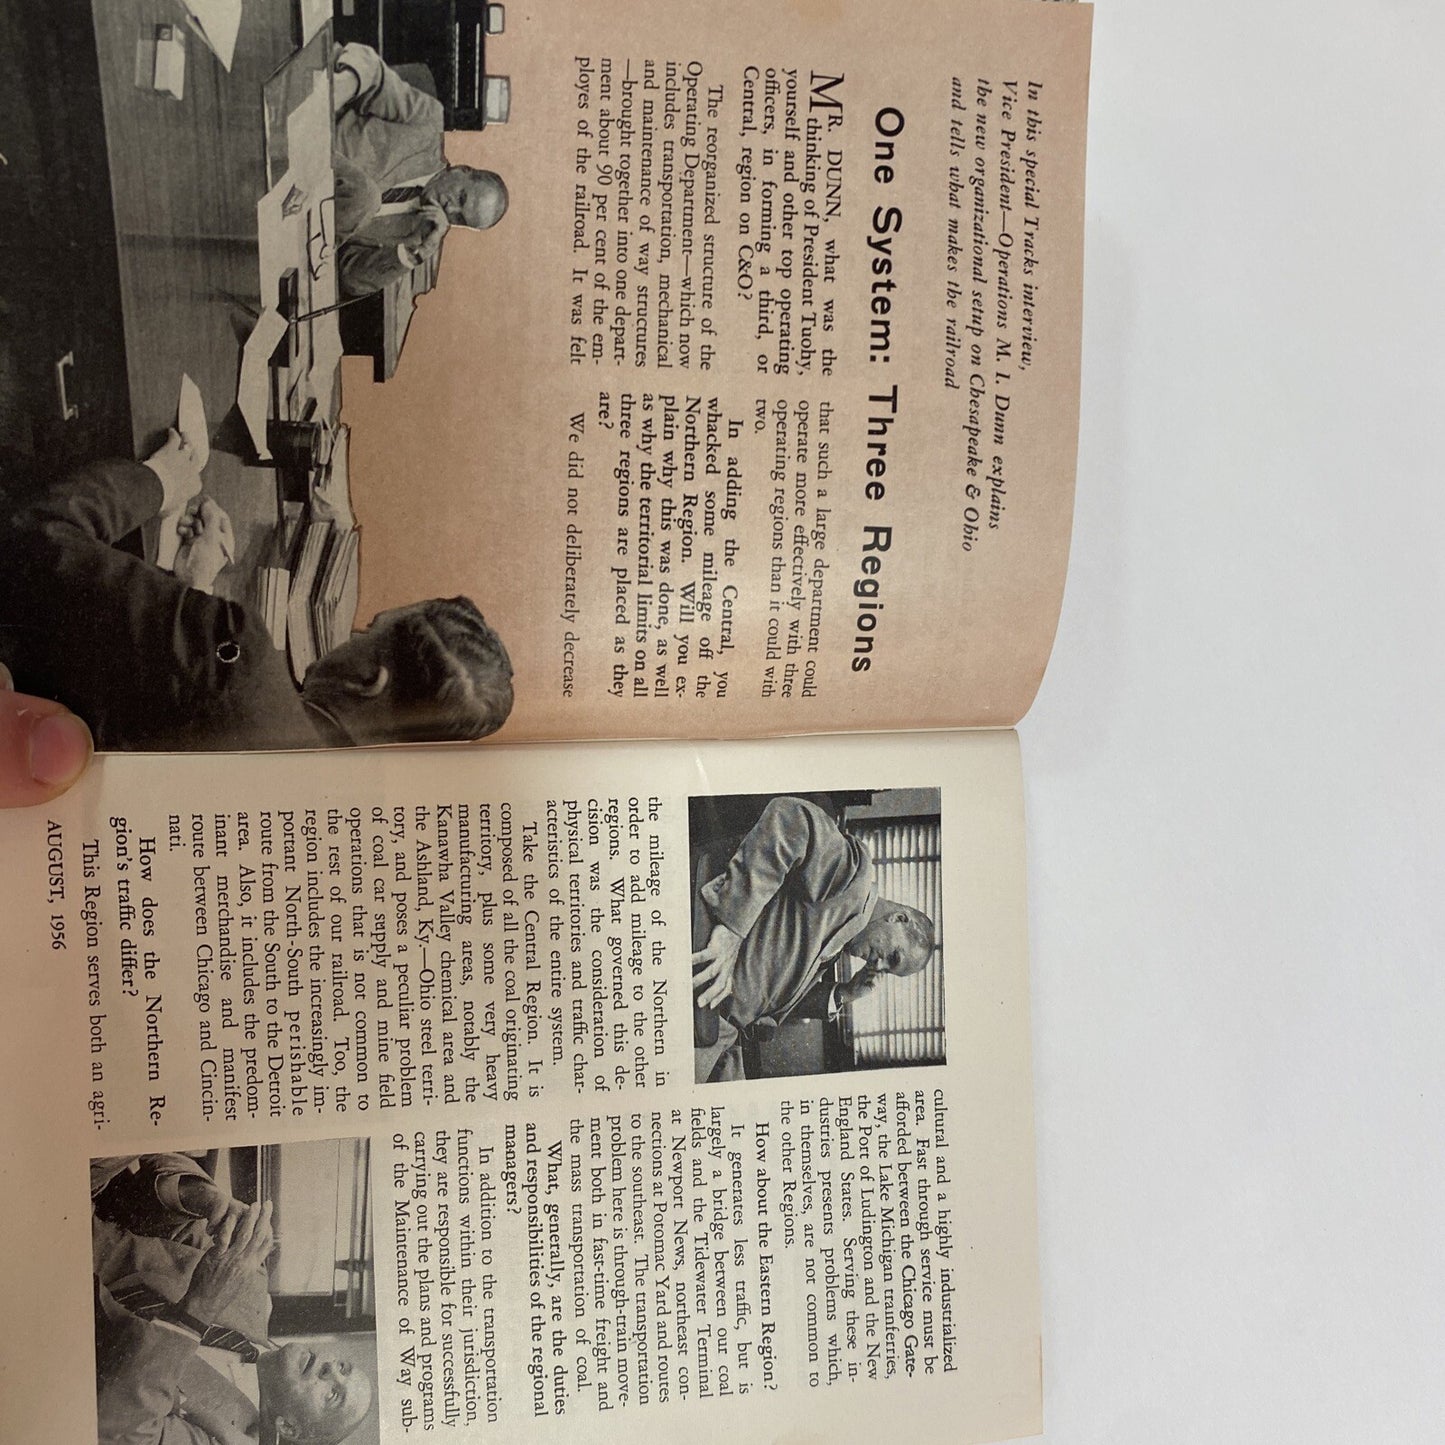 In this special Tracks interview,
Vice President—Operations M. I. Dunn explains
the new organizational setup on Chesapeake & Ohio
and tells what makes the railroad
One System: Three Regions
MR. DUNN, what was the
thinking of President Tuohy,
yourself and other top operating
officers, in forming a third, or
Central, region on C&O?
The reorganized structure of the
Operating Department—which now
includes transportation, mechanical
and maintenance of way structures
—brought together into one depart-
ment about 90 per cent of the em-
ployes of the railroad. It was felt
that such a large department could
operate more effectively with three
operating regions than it could with
two.
In adding the Central, you
whacked some mileage off the
Northern Region. Will you ex-
plain why this was done, as well
as why the territorial limits on all
three regions are placed as they
are?
We did not deliberately decrease
the mileage of the Northern in
order to add mileage to the other
regions. What governed this de-
cision was the consideration of
physical territories and traffic char-
acteristics of the entire system.
Take the Central Region. It is
composed of all the coal originating
territory, plus some very heavy
manufacturing areas, notably the
Kanawha Valley chemical area and
the Ashland, Ky.—Ohio steel terri-
tory, and poses a peculiar problem
of coal car supply and mine field
operations that is not common to
the rest of our railroad. Too, the
region includes the increasingly im-
portant North-South perishable
route from the South to the Detroit
area. Also, it includes the predom-
inant merchandise and manifest
route between Chicago and Cincin-
nati.
How does the Northern Re-
gion's traffic differ?
This Region serves both an agri-
AUGUST, 1956
cultural and a highly industrialized
area. Fast through service must be
afforded between the Chicago Gate-
way, the Lake Michigan trainferries,
the Port of Ludington and the New
England States. Serving these in-
dustries presents problems which,
in themselves, are not common to
the other Regions.
How about the Eastern Region?
It generates less traffic, but is
largely a bridge between our coal
fields and the Tidewater Terminal
at Newport News, northeast con-
nections at Potomac Yard and routes
to the southeast. The transportation
problem here is through-train move-
ment both in fast-time freight and
the mass transportation of coal.
What, generally, are the duties
and responsibilities of the regional
managers?
In addition to the transportation
functions within their jurisdiction,
they are responsible for successfully
carrying out the plans and programs
of the Maintenance of Way sub-